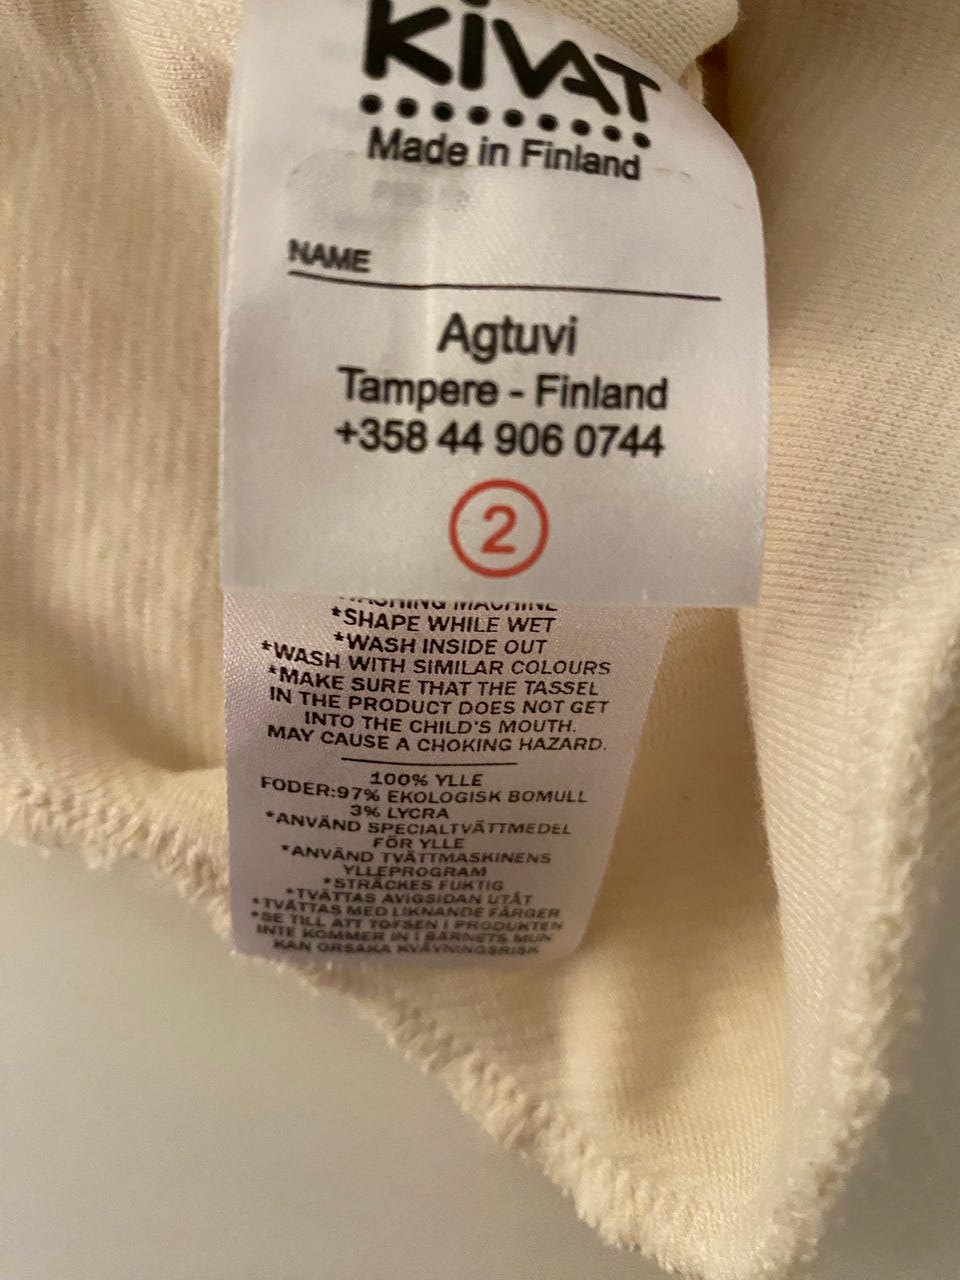 KIVAT
Made in Finland
NAME
Agtuvi
Tampere - Finland
+358 44 906 0744
2
WASHING MACHINE
*SHAPE WHILE WET
*WASH INSIDE OUT
*WASH WITH SIMILAR COLOURS
*MAKE SURE THAT THE TASSEL
IN THE PRODUCT DOES NOT GET
INTO THE CHILD'S MOUTH.
MAY CAUSE A CHOKING HAZARD.
100% YLLE
FODER:97% EKOLOGISK BOMULL
3% LYCRA
*ANVÄND SPECIALTVÄTTMEDEL
FÖR YLLE
*ANVÄND TVÄTTMASKINENS
YLLEPROGRAM
*STRÄCKES FUKTIG
*TVÄTTAS AVIGSIDAN UTÅT
*TVÄTTAS MED LIKNANDE FÄRGER
*SE TILL ATT TOFSEN I PRODUKTEN
INTE KOMMER IN I BARNETS MUN
KAN ORSAKA KVÄVNINGSRISK